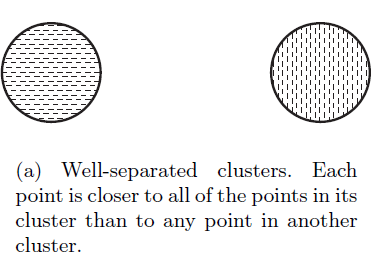 (a) Well-separated clusters. Each
point is closer to all of the points in its
cluster than to any point in another
cluster.